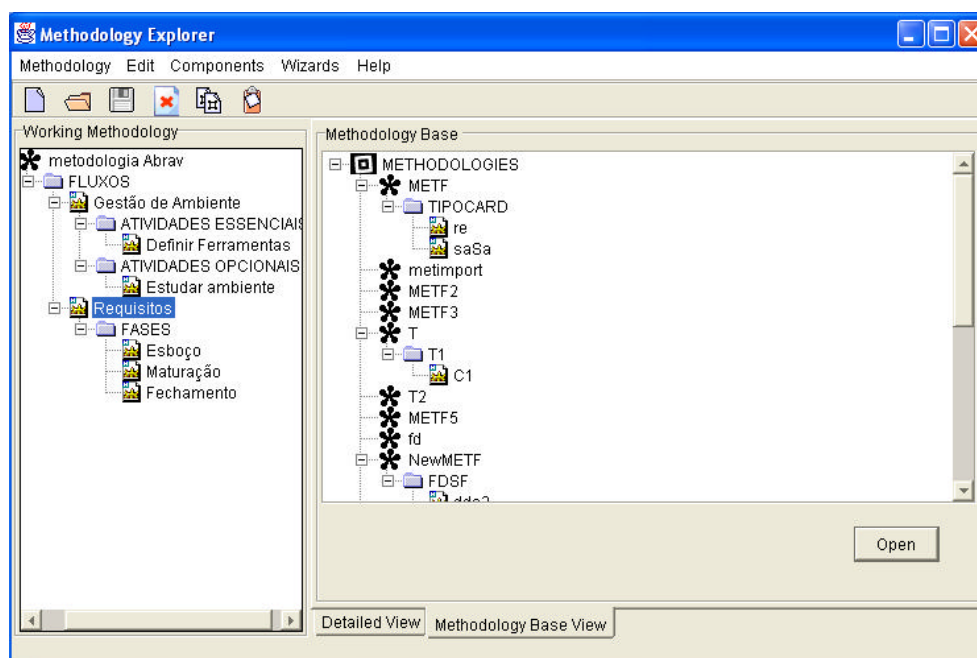 Methodology Explorer
Methodology Edit Components Wizards Help
Working Methodology
metodologia Abrav
FLUXOS
Gestão de Ambiente
ATIVIDADES ESSENCIAIS
Definir Ferramentas
ATIVIDADES OPCIONAIS
Estudar ambiente
Requisitos
FASES
Esboço
Maturação
Fechamento
Methodology Base
METHODOLOGIES
METF
TIPOCARD
re
saSa
metimport
METF2
METF3
T
T1
C1
T2
METF5
fd
NewMETF
FDSF
Open
Detailed View Methodology Base View